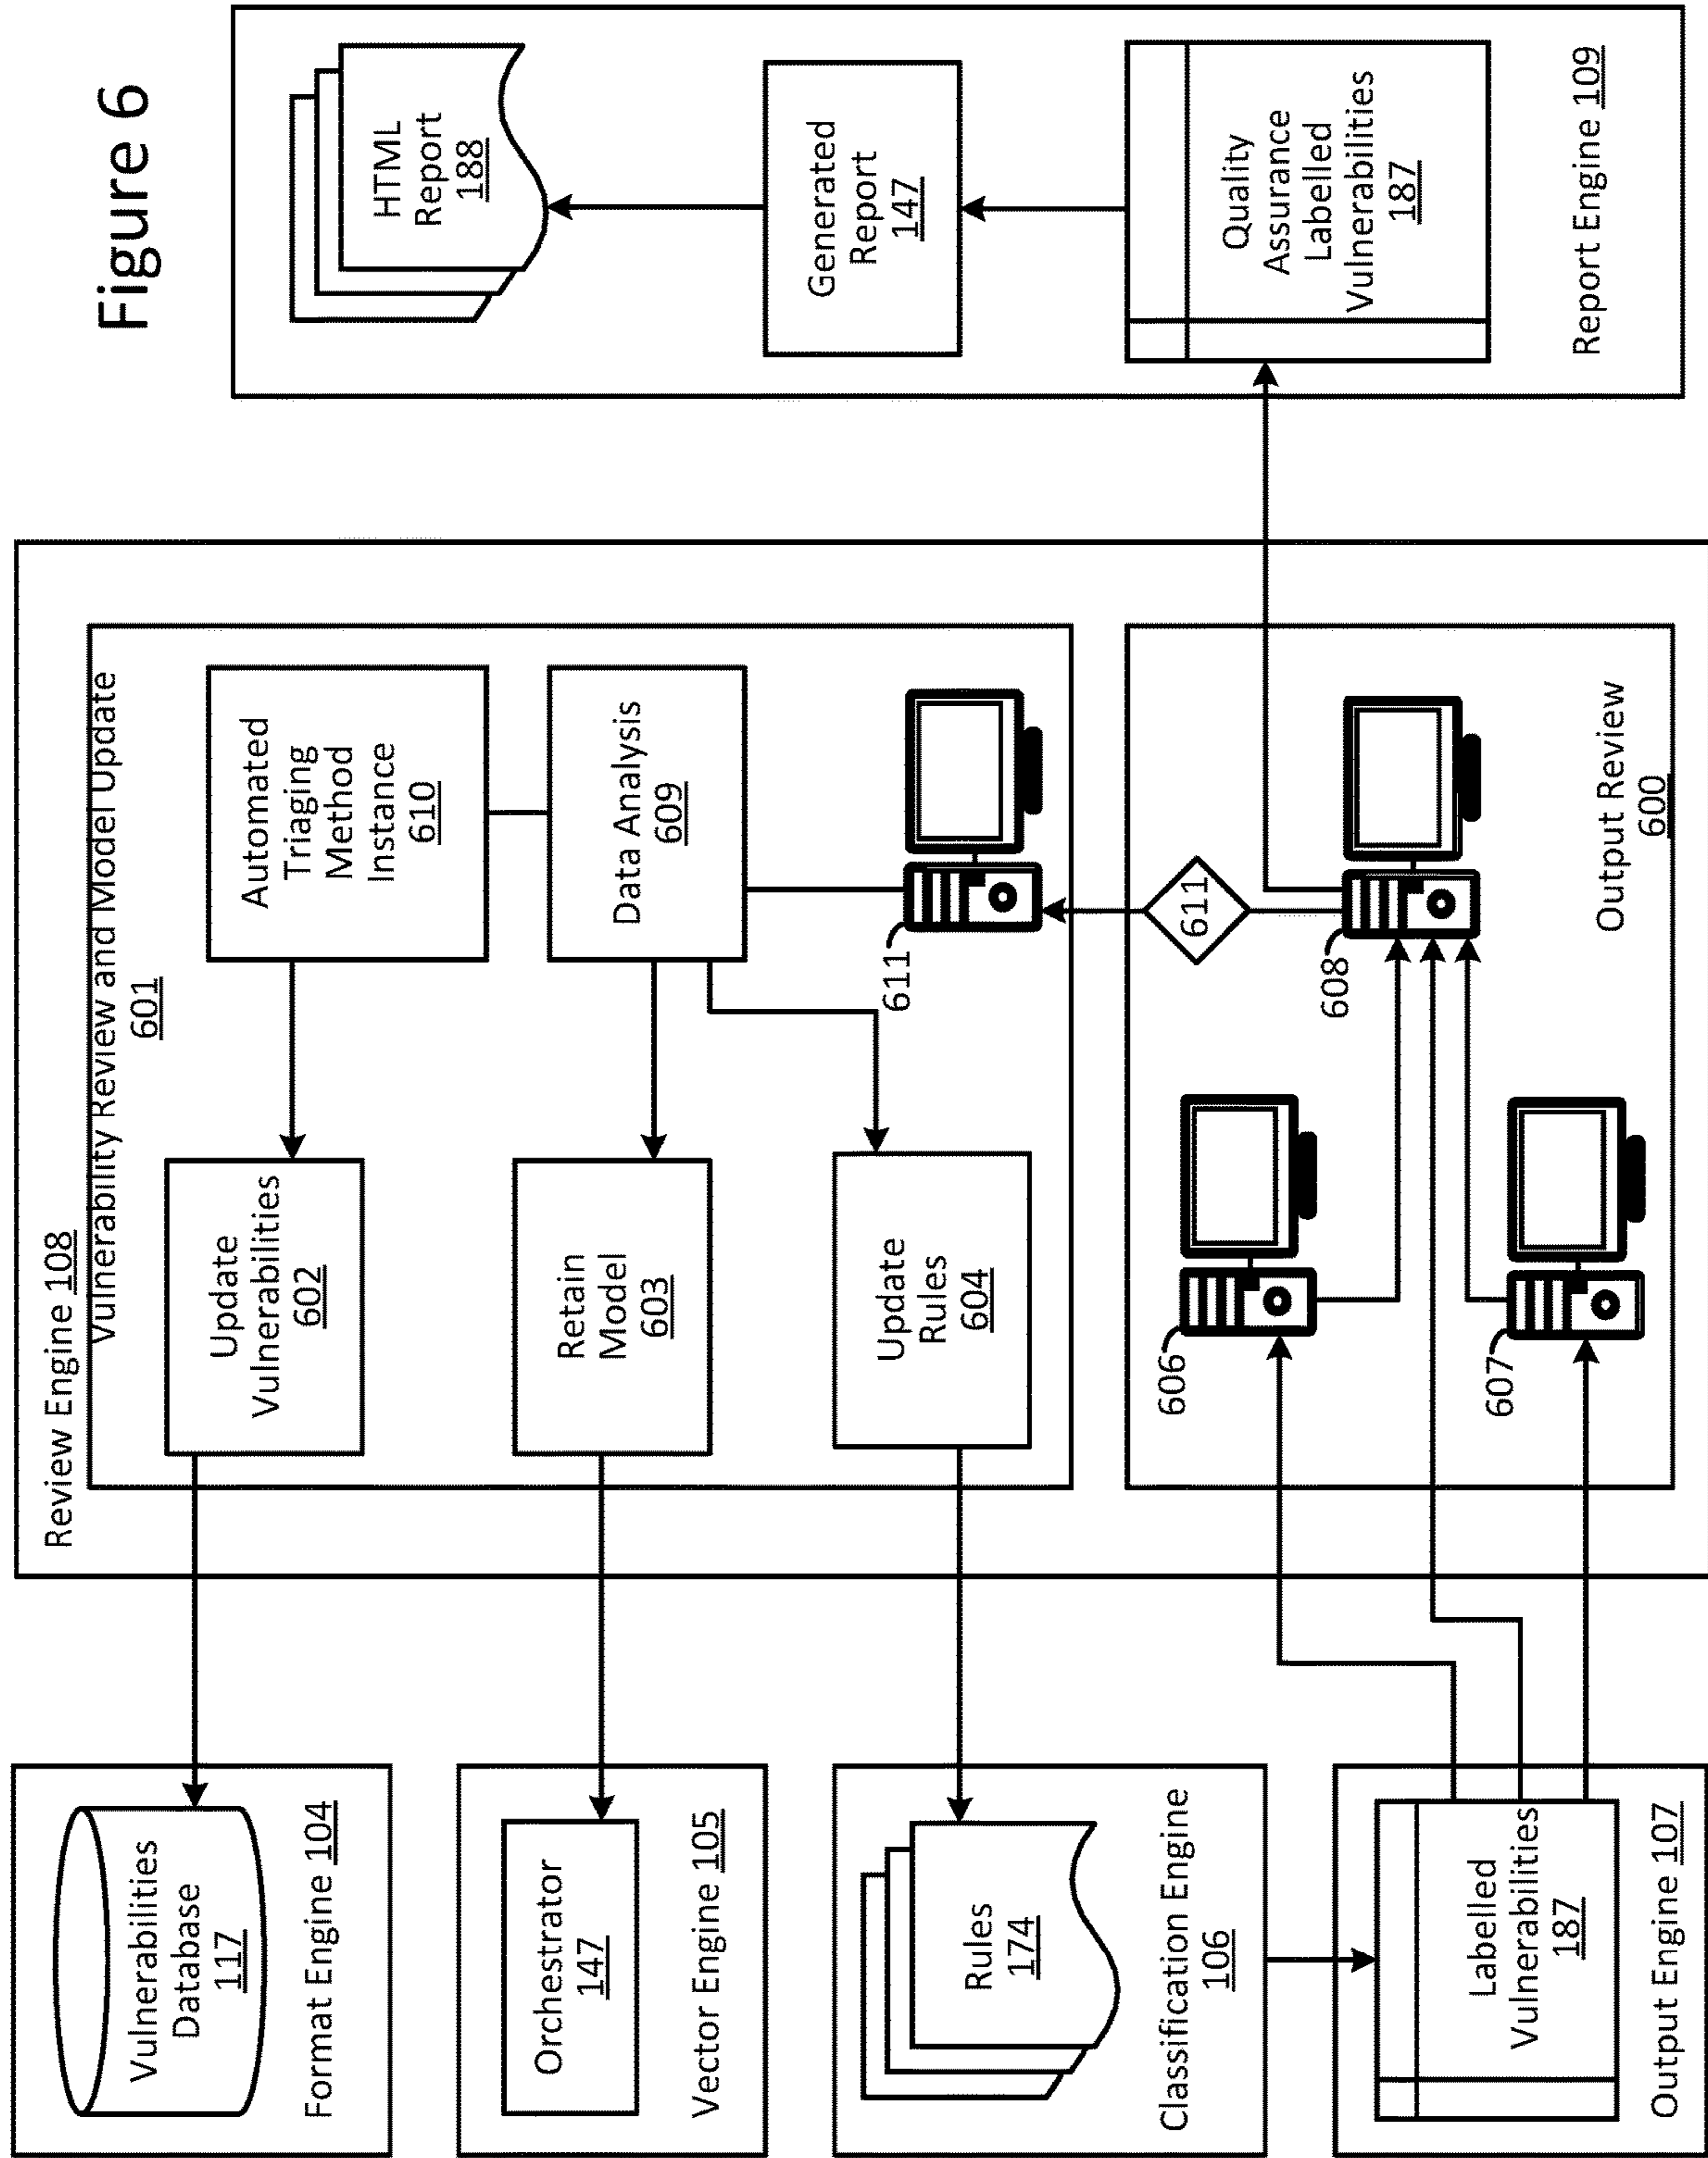 Figure 6
Vulnerabilities
Database
117
Format Engine 104
Orchestrator
147
Vector Engine 105
Rules
174
Classification Engine
106
Labelled
Vulnerabilities
187
Output Engine 107
Review Engine 108
Vulnerability Review and Model Update
601
Update
Vulnerabilities
602
Retain
Model
603
Update
Rules
604
Automated
Triaging
Method
Instance
610
Data Analysis
609
611
611
606
607
608
Output Review
600
HTML
Report
188
Generated
Report
147
Quality
Assurance
Labelled
Vulnerabilities
187
Report Engine 109